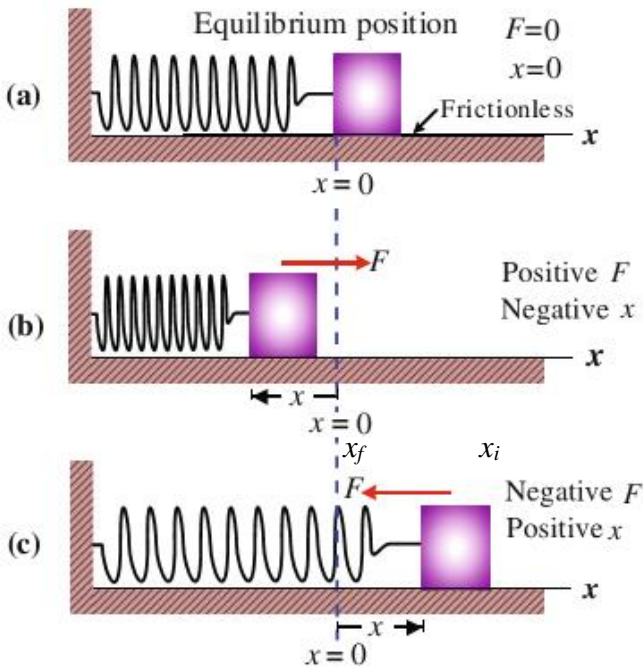 Equilibrium position
F=0
x=0
(a)
Frictionless
x
x = 0
F
Positive F
Negative x
(b)
x
x
x = 0
x_f x_i
F
Negative F
Positive x
(c)
x
x
x = 0